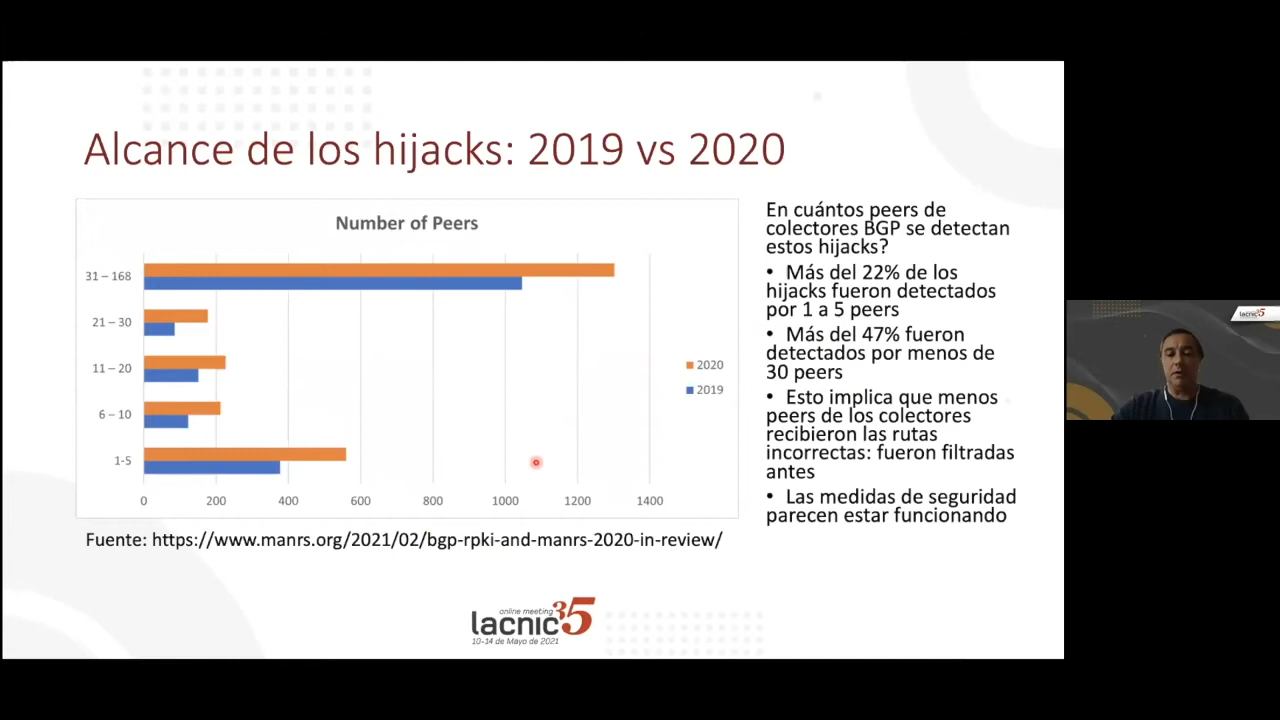 Alcance de los hijacks: 2019 vs 2020
Number of Peers
31 – 168
21 – 30
11 – 20
6 – 10
1-5
0 200 400 600 800 1000 1200 1400
2020
2019
En cuántos peers de
colectores BGP se detectan
estos hijacks?
• Más del 22% de los
hijacks fueron detectados
por 1 a 5 peers
• Más del 47% fueron
detectados por menos de
30 peers
• Esto implica que menos
peers de los colectores
recibieron las rutas
incorrectas: fueron filtradas
antes
• Las medidas de seguridad
parecen estar funcionando
Fuente: https://www.manrs.org/2021/02/bgp-rpki-and-manrs-2020-in-review/
online meeting
lacnic 35
10-14 de Mayo de 2021
lacnic 35